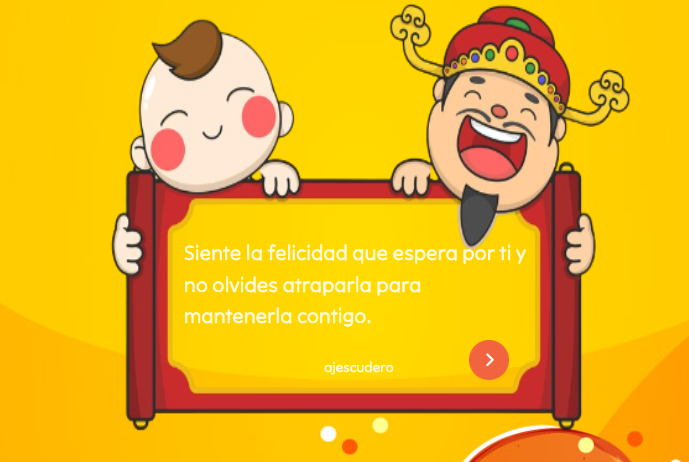 Siente la felicidad que espera por ti y
no olvides atraparla para
mantenerla contigo.
ajescudero